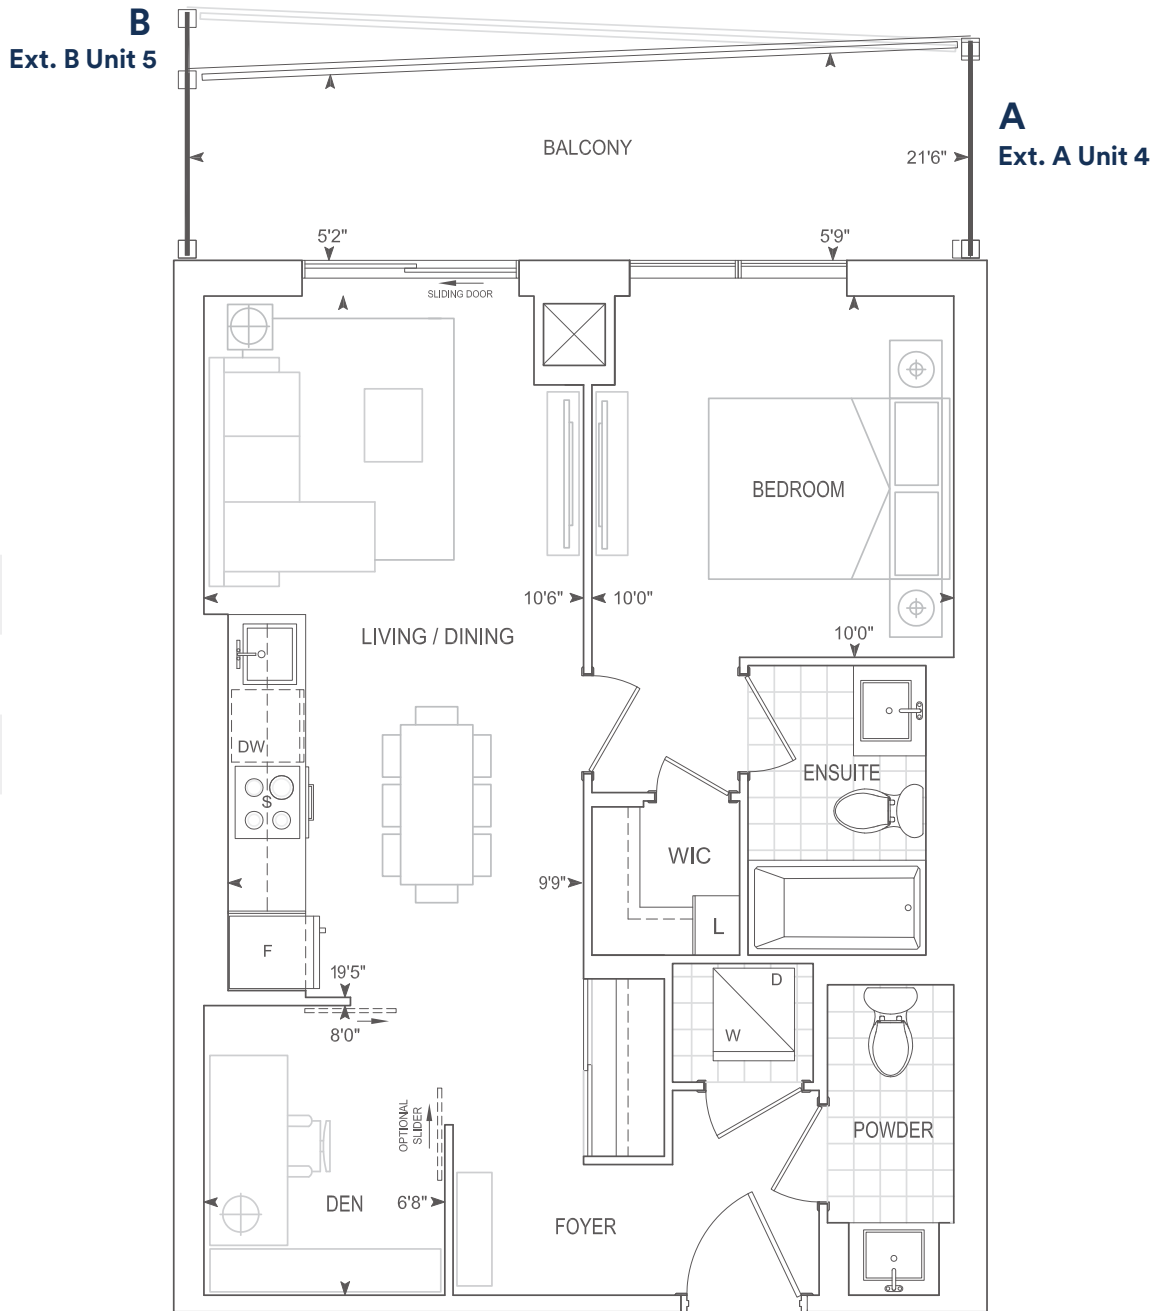 B
Ext. B Unit 5
A
Ext. A Unit 4
BALCONY
21'6"
5'2"
5'9"
SLIDING DOOR
BEDROOM
10'6"
10'0"
LIVING / DINING
10'0"
DW
ENSUITE
S
WIC
9'9"
L
F
19'5"
D
8'0"
W
OPTIONAL
SLIDER
POWDER
DEN
6'8"
FOYER